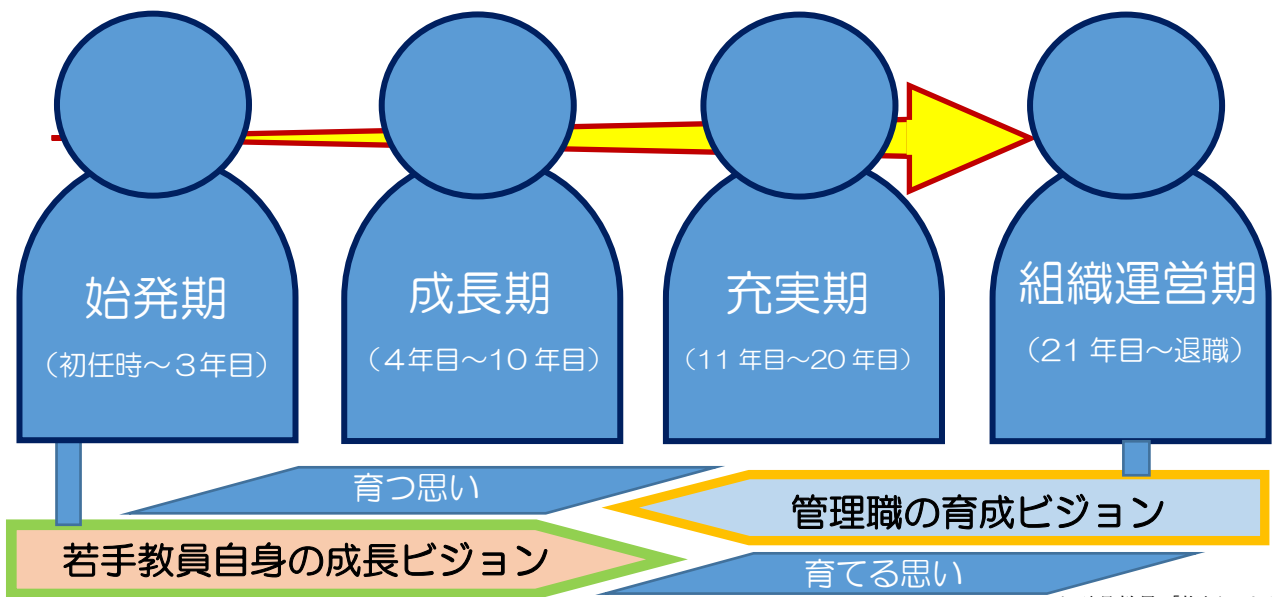 始発期
（初任時～３年目）
成長期
（4年目～10 年目）
充実期
（11 年目～20 年目）
組織運営期
（21 年目～退職）
育つ思い
管理職の育成ビジョン
若手教員自身の成長ビジョン
育てる思い